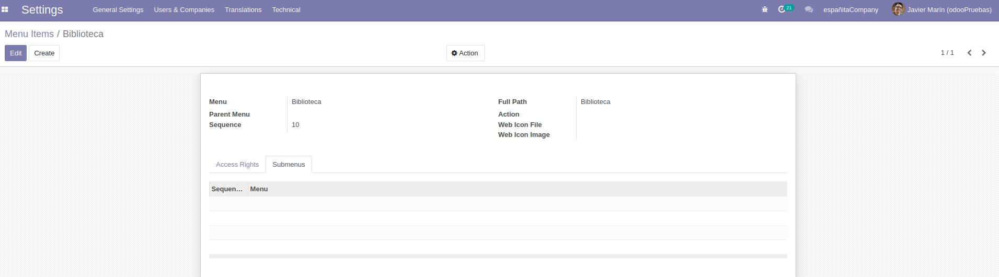 Settings General Settings Users & Companies Translations Technical 21 españitaCompany Javier Marín (odooPruebas)
Menu Items / Biblioteca
Edit Create Action 1 / 1
Menu Biblioteca Full Path Biblioteca
Parent Menu Action
Sequence 10 Web Icon File
Web Icon Image
Access Rights Submenus
Sequen... Menu